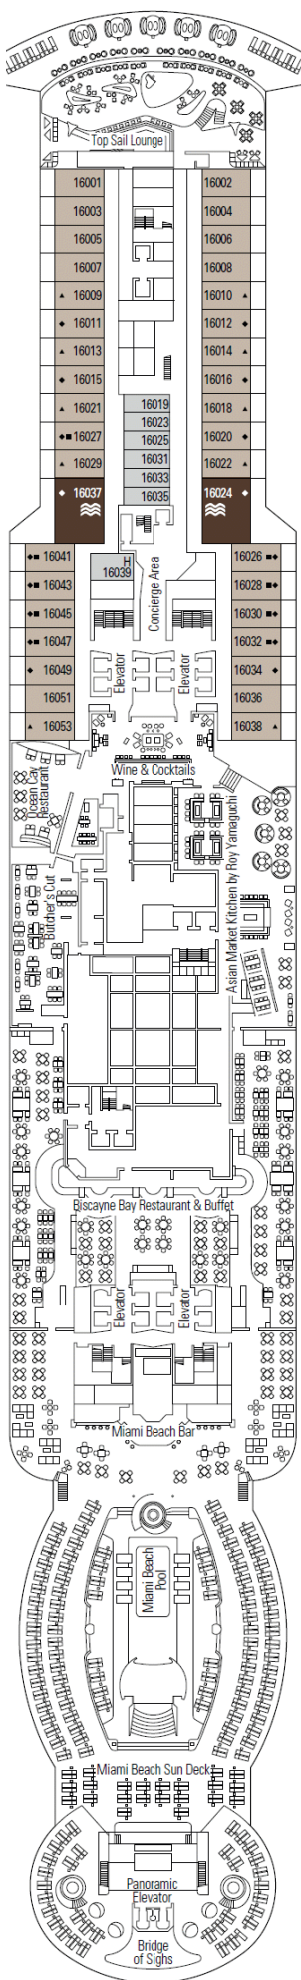 Top Sail Lounge
16001
16002
16003
16004
16005
16006
16007
16008
16009
16010
16011
16012
16013
16014
16015
16016
16019
16021
16018
16023
16027
16025
16020
16029
16031
16022
16033
16037
16035
16024
16041
H
16039
Concierge Area
16026
16043
16028
16045
16030
16047
16032
16049
Elevator
Elevator
16034
16051
16036
16053
16038
Wine & Cocktails
Ocean Cay
Restaurant
Butcher's Cut
Asian Market Kitchen by Roy Yamaguchi
Biscayne Bay Restaurant & Buffet
Elevator
Elevator
Miami Beach Bar
Miami Beach
Pool
Miami Beach Sun Deck
Panoramic
Elevator
Bridge
of Sighs